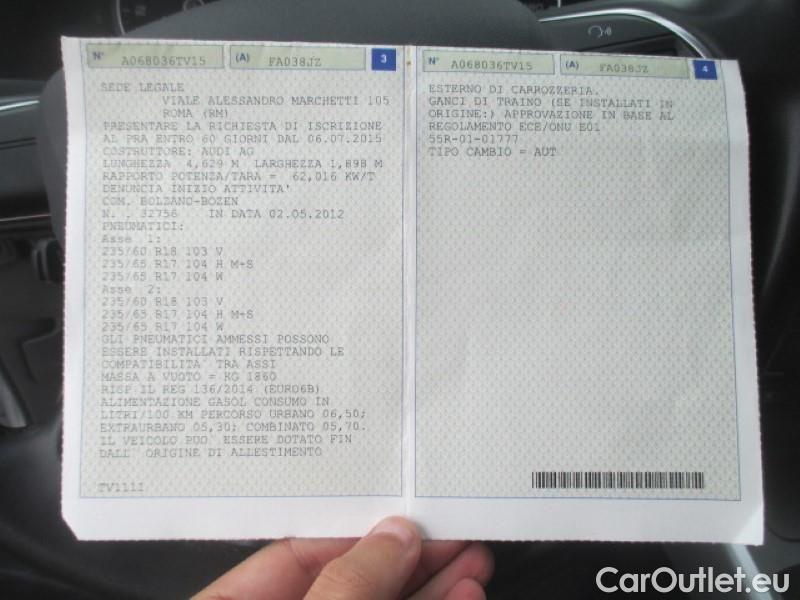 N° A068036TV15 (A) FA038JZ 3
SEDE LEGALE
VIALE ALESSANDRO MARCHETTI 105
ROMA (RM)
PRESENTARE LA RICHIESTA DI ISCRIZIONE
AL PRA ENTRO 60 GIORNI DAL 06.07.2015
COSTRUTTORE: AUDI AG
LUNGHEZZA 4,629 M LARGHEZZA 1,898 M
RAPPORTO POTENZA/TARA = 62,016 KW/T
DENUNCIA INIZIO ATTIVITA'
COM. BOLZANO-BOZEN
N. . 32756 IN DATA 02.05.2012
PNEUMATICI:
Asse 1:
235/60 R18 103 V
235/65 R17 104 H M+S
235/65 R17 104 W
Asse 2:
235/60 R18 103 V
235/65 R17 104 H M+S
235/65 R17 104 W
GLI PNEUMATICI AMMESSI POSSONO
ESSERE INSTALLATI RISPETTANDO LE
COMPATIBILITA' TRA ASSI
MASSA A VUOTO = KG 1860
RISP IL REG 136/2014 (EURO6B)
ALIMENTAZIONE GASOL CONSUMO IN
LITRI/100 KM PERCORSO URBANO 06,50;
EXTRAURBANO 05,30; COMBINATO 05,70.
IL VEICOLO PUO' ESSERE DOTATO FIN
DALL' ORIGINE DI ALLESTIMENTO
TV1111
N° A068036TV15 (A) FA038JZ 4
ESTERNO DI CARROZZERIA.
GANCI DI TRAINO (SE INSTALLATI IN
ORIGINE:) APPROVAZIONE IN BASE AL
REGOLAMENTO ECE/ONU E01
55R-01-01777
TIPO CAMBIO = AUT
CarOutlet.eu